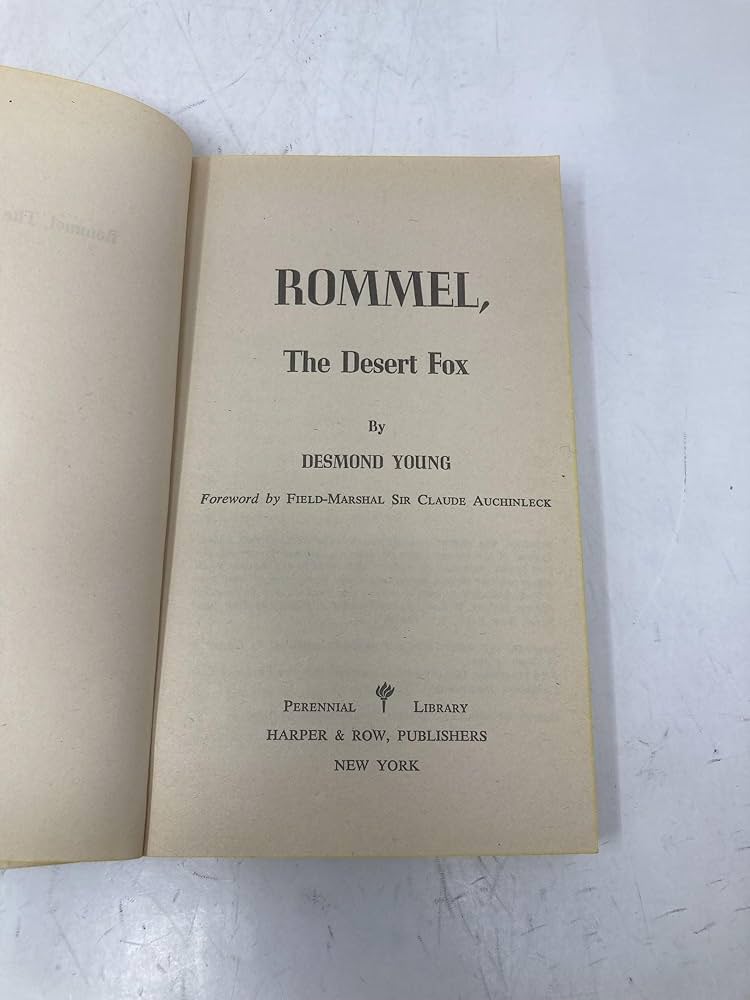 ROMMEL,
The Desert Fox
By
DESMOND YOUNG
Foreword by FIELD-MARSHAL SIR CLAUDE AUCHINLECK
PERENNIAL LIBRARY
HARPER & ROW, PUBLISHERS
NEW YORK